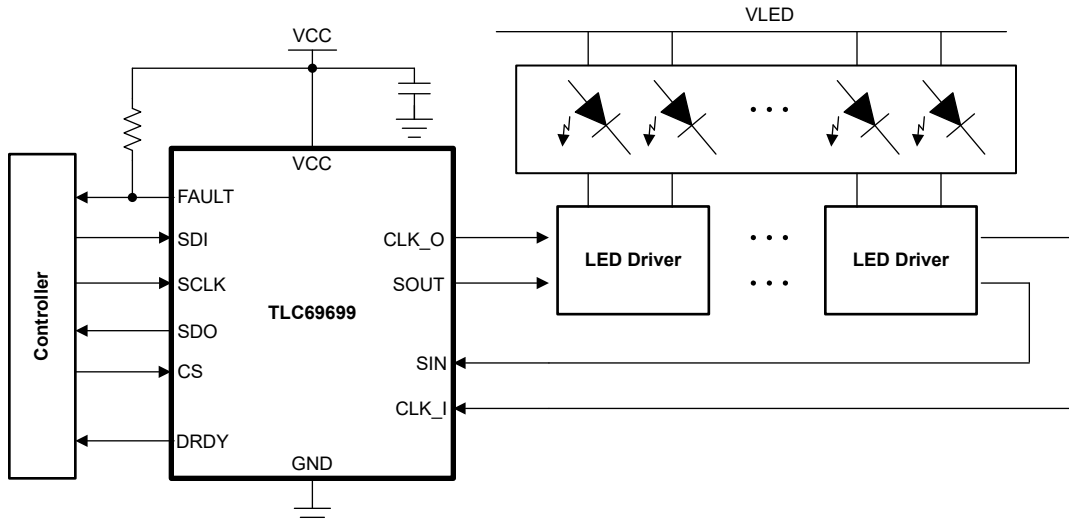 VLED
VCC
VCC
FAULT
SDI
SCLK
SDO
CS
DRDY
GND
TLC69699
CLK_O
SOUT
SIN
CLK_I
Controller
LED Driver
LED Driver